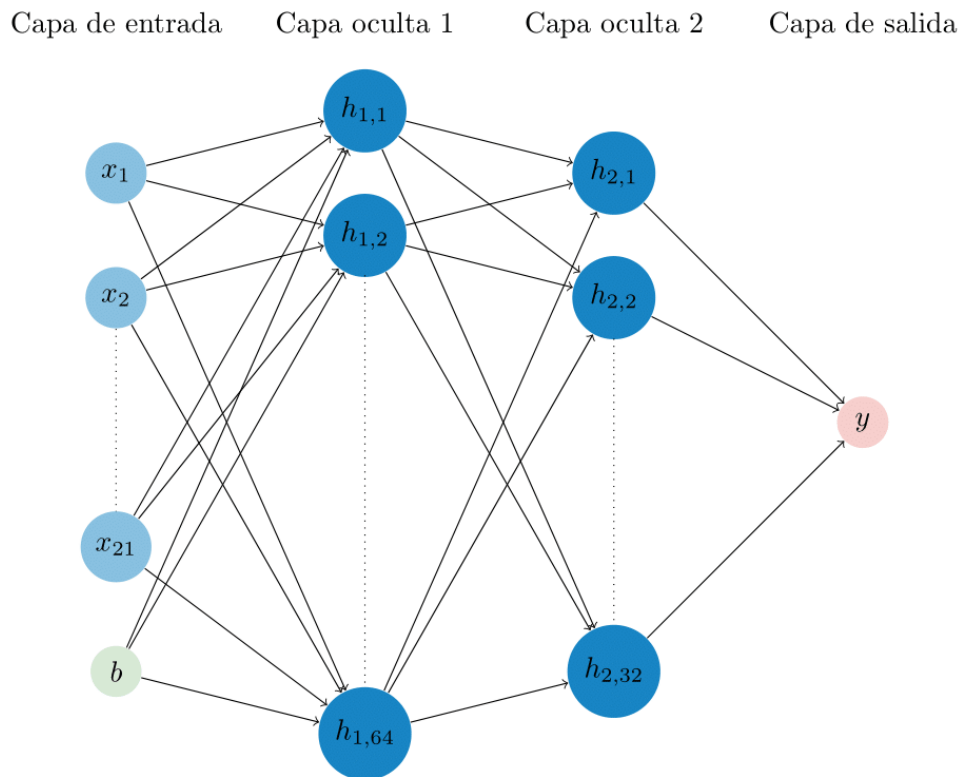 Capa de entrada
Capa oculta 1
Capa oculta 2
Capa de salida
x₁
x₂
x₂₁
b
h₁,₁
h₁,₂
h₁,₆₄
h₂,₁
h₂,₂
h₂,₃₂
y